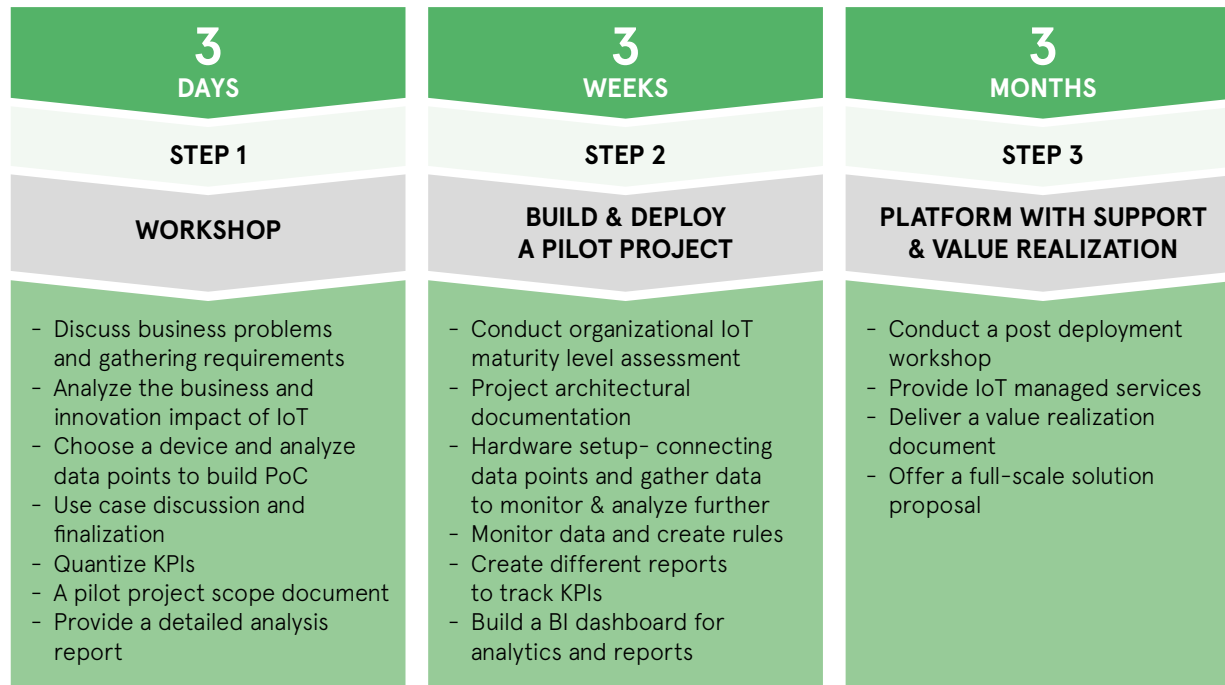 3
DAYS
STEP 1
WORKSHOP
- Discuss business problems
and gathering requirements
- Analyze the business and
innovation impact of IoT
- Choose a device and analyze
data points to build PoC
- Use case discussion and
finalization
- Quantize KPIs
- A pilot project scope document
- Provide a detailed analysis
report
3
WEEKS
STEP 2
BUILD & DEPLOY
A PILOT PROJECT
- Conduct organizational IoT
maturity level assessment
- Project architectural
documentation
- Hardware setup- connecting
data points and gather data
to monitor & analyze further
- Monitor data and create rules
- Create different reports
to track KPIs
- Build a BI dashboard for
analytics and reports
3
MONTHS
STEP 3
PLATFORM WITH SUPPORT
& VALUE REALIZATION
- Conduct a post deployment
workshop
- Provide IoT managed services
- Deliver a value realization
document
- Offer a full-scale solution
proposal